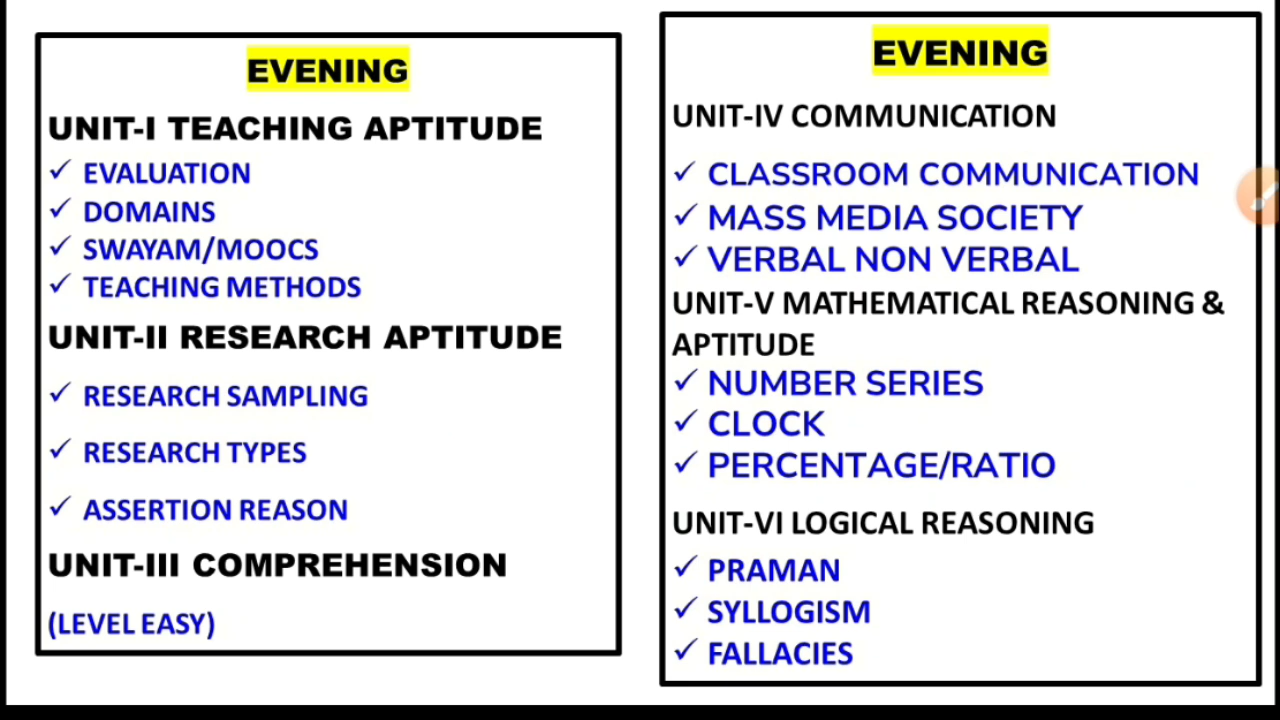 EVENING
UNIT-I TEACHING APTITUDE
✓ EVALUATION
✓ DOMAINS
✓ SWAYAM/MOOCS
✓ TEACHING METHODS
UNIT-II RESEARCH APTITUDE
✓ RESEARCH SAMPLING
✓ RESEARCH TYPES
✓ ASSERTION REASON
UNIT-III COMPREHENSION
(LEVEL EASY)
EVENING
UNIT-IV COMMUNICATION
✓ CLASSROOM COMMUNICATION
✓ MASS MEDIA SOCIETY
✓ VERBAL NON VERBAL
UNIT-V MATHEMATICAL REASONING &
APTITUDE
✓ NUMBER SERIES
✓ CLOCK
✓ PERCENTAGE/RATIO
UNIT-VI LOGICAL REASONING
✓ PRAMAN
✓ SYLLOGISM
✓ FALLACIES